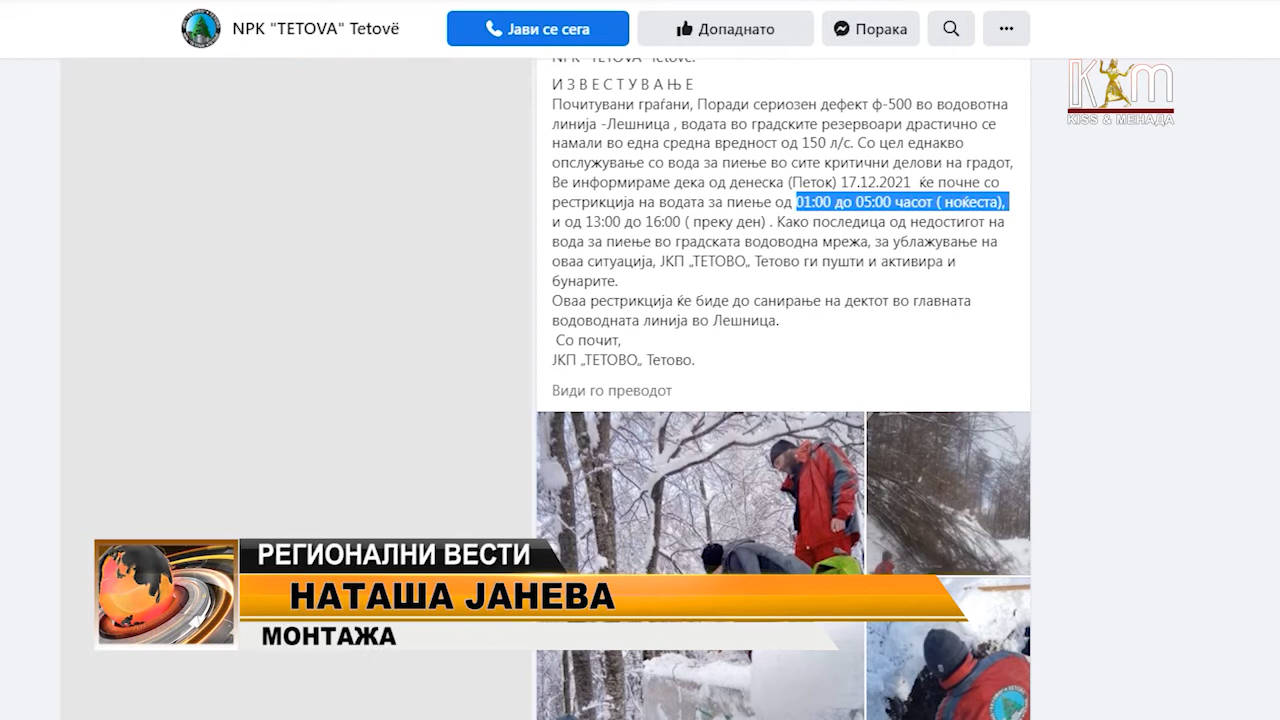 NPK "TETOVA" Tetovë
Јави се сега
Допаднато
Порака
NPK "TETOVA" Tetovë.
И З В Е С Т У В А Њ Е
Почитувани граѓани, Поради сериозен дефект ф-500 во водовотна
линија -Лешница , водата во градските резервоари драстично се
намали во една средна вредност од 150 л/с. Со цел еднакво
опслужување со вода за пиење во сите критични делови на градот,
Ве информираме дека од денеска (Петок) 17.12.2021 ќе почне со
рестрикција на водата за пиење од 01:00 до 05:00 часот ( ноќеста),
и од 13:00 до 16:00 ( преку ден) . Како последица од недостигот на
вода за пиење во градската водоводна мрежа, за ублажување на
оваа ситуација, ЈКП „ТЕТОВО„ Тетово ги пушти и активира и
бунарите.
Оваа рестрикција ќе биде до санирање на дектот во главната
водоводната линија во Лешница.
Со почит,
ЈКП „ТЕТОВО„ Тетово.
Види го преводот
KISS & МЕНАДА
РЕГИОНАЛНИ ВЕСТИ
НАТАША ЈАНЕВА
МОНТАЖА